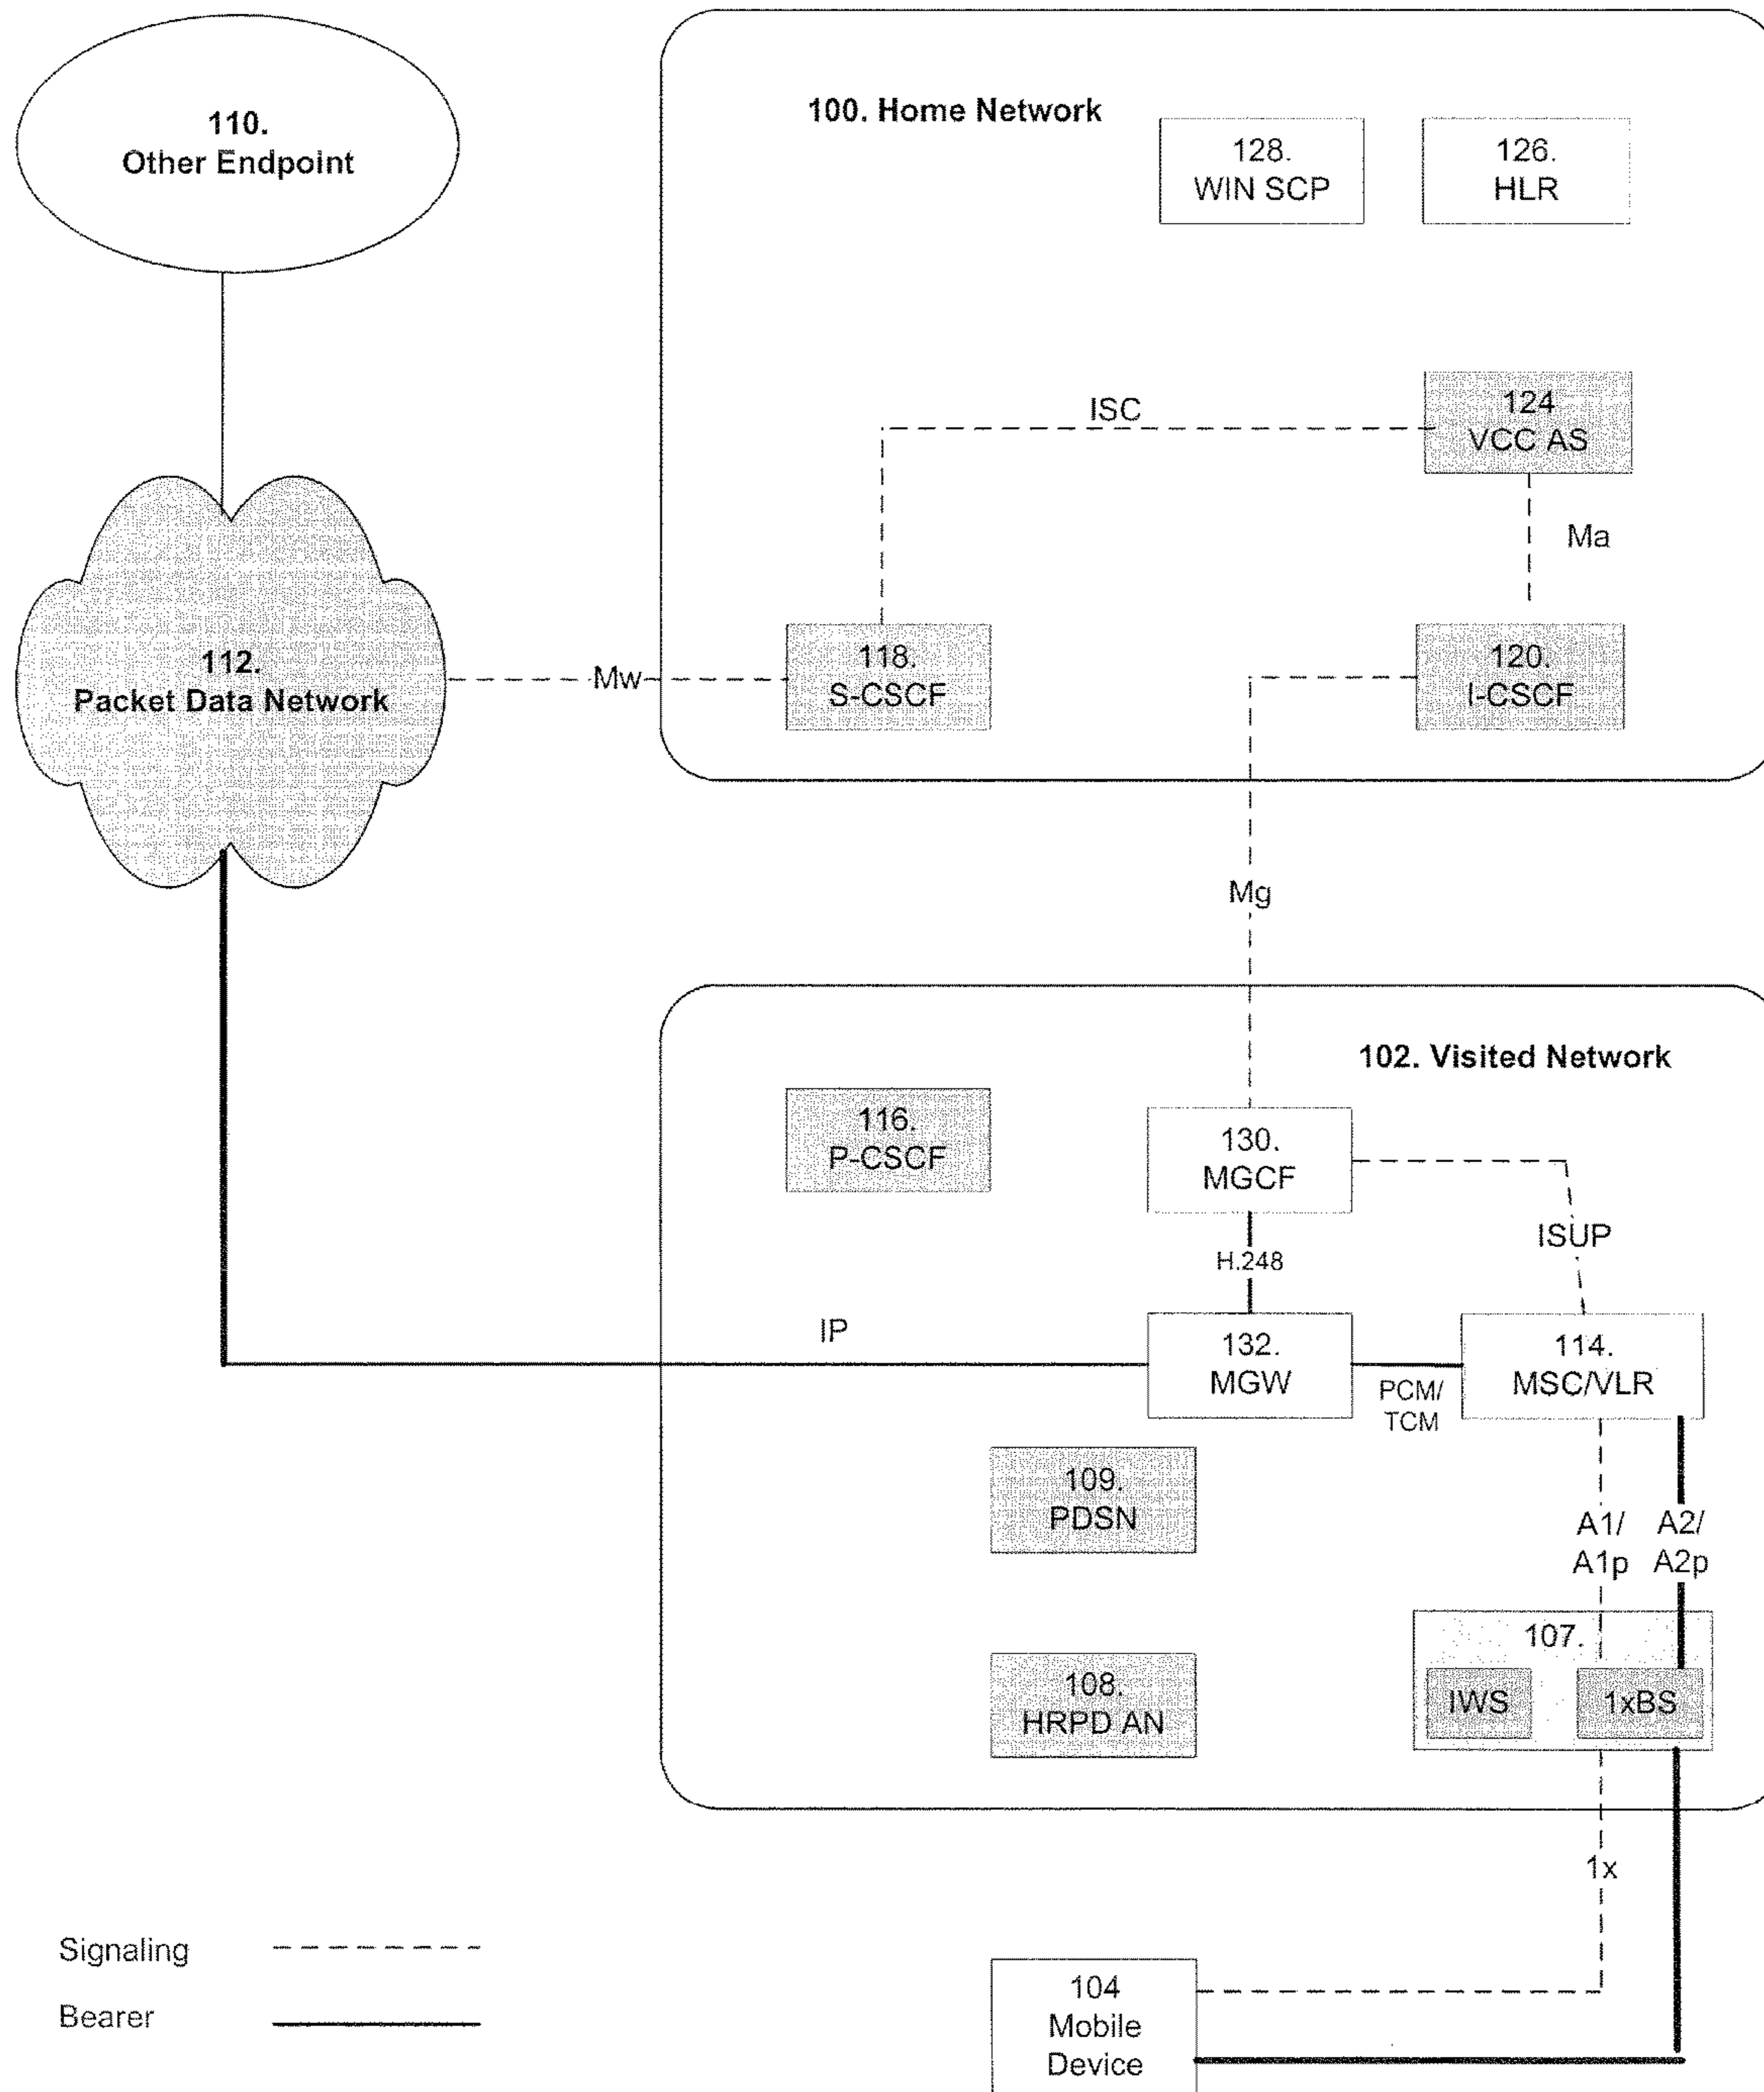 110.
Other Endpoint
100. Home Network
128.
WIN SCP
126.
HLR
ISC
124
VCC AS
Ma
112.
Packet Data Network
Mw
118.
S-CSCF
120.
I-CSCF
Mg
102. Visited Network
116.
P-CSCF
130.
MGCF
ISUP
H.248
IP
132.
MGW
PCM/
TCM
114.
MSC/VLR
109.
PDSN
A1/
A1p
A2/
A2p
107.
IWS
1xBS
108.
HRPD AN
1x
Signaling
Bearer
104
Mobile
Device